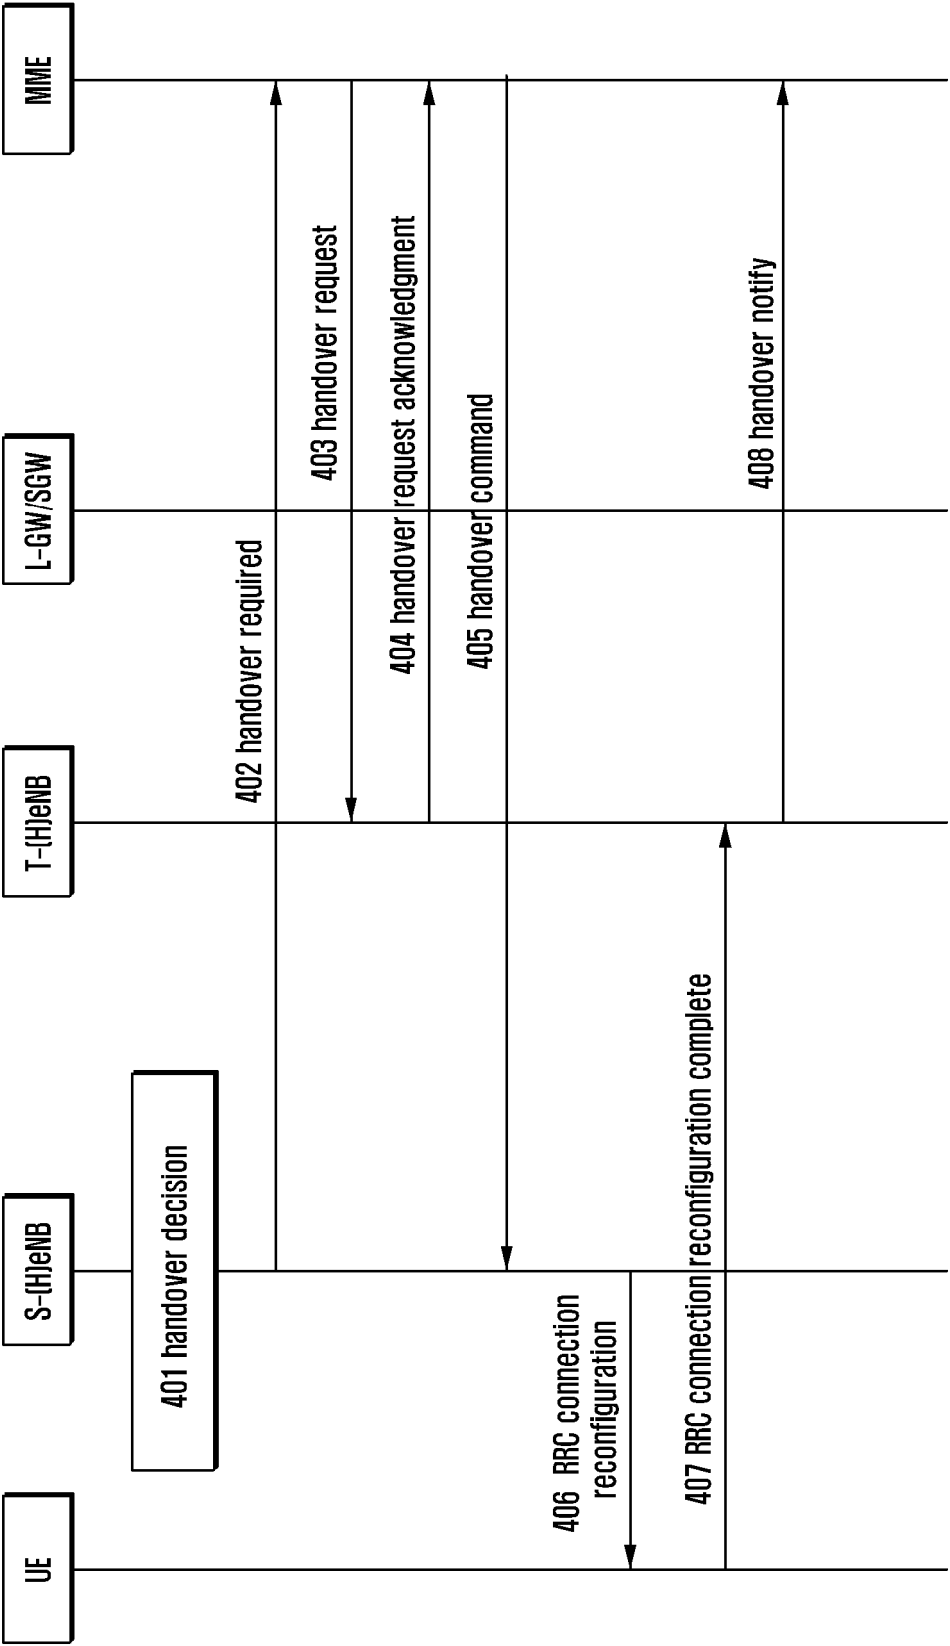 UE
S-(H)eNB
T-(H)eNB
L-GW/SGW
MME
401 handover decision
402 handover required
403 handover request
404 handover request acknowledgment
405 handover command
406 RRC connection
reconfiguration
407 RRC connection reconfiguration complete
408 handover notify